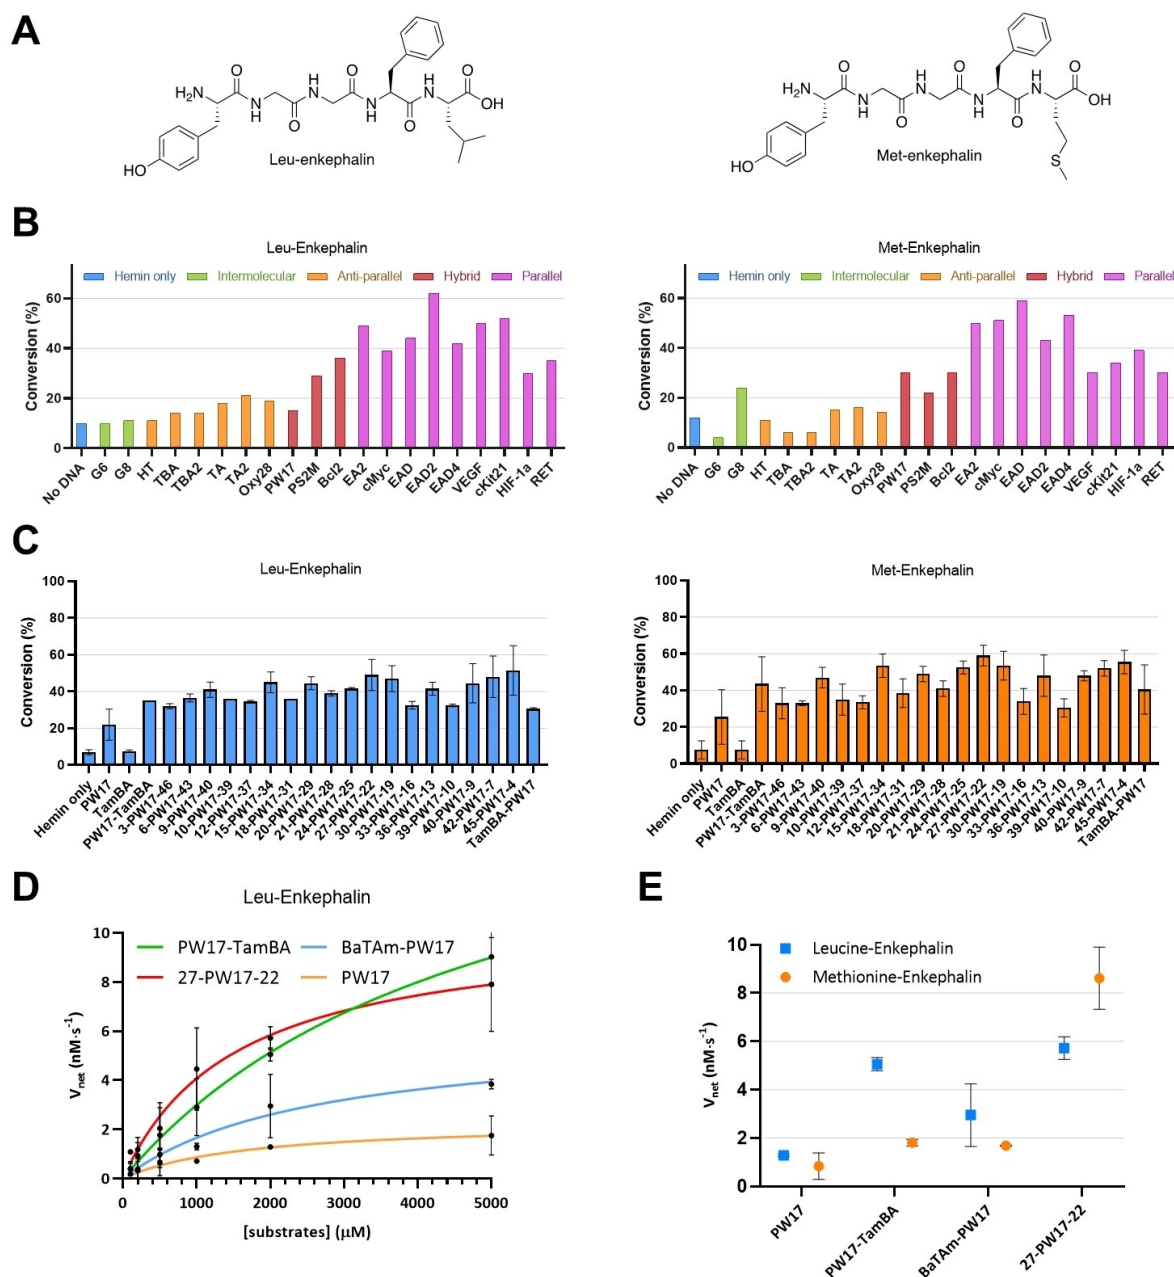 A
H₂N
O
N
H
H
N
O
O
N
H
O
H
N
O
OH
HO
Leu-enkephalin
H₂N
O
N
H
O
H
N
O
N
H
O
H
N
O
OH
S
HO
Met-enkephalin
B
Leu-Enkephalin
Hemin only Intermolecular Anti-parallel Hybrid Parallel
Conversion (%)
60
40
20
0
No DNA G6 G8 HT TBA TBA2 TA TA2 Oxy28 PW17 PS2M Bcl2 EA2 cMyc EAD EAD2 EAD4 VEGF cKit21 HIF-1a RET
Met-Enkephalin
Hemin only Intermolecular Anti-parallel Hybrid Parallel
Conversion (%)
60
40
20
0
No DNA G6 G8 HT TBA TBA2 TA TA2 Oxy28 PW17 PS2M Bcl2 EA2 cMyc EAD EAD2 EAD4 VEGF cKit21 HIF-1a RET
C
Leu-Enkephalin
Conversion (%)
100
80
60
40
20
0
Hemin only PW17 TamBA PW17-TamBA 3-PW17-46 6-PW17-43 9-PW17-40 10-PW17-39 12-PW17-37 15-PW17-34 18-PW17-31 20-PW17-29 21-PW17-28 24-PW17-25 27-PW17-22 30-PW17-19 33-PW17-16 36-PW17-13 39-PW17-10 40-PW17-9 42-PW17-7 45-PW17-4 TamBA-PW17
Met-Enkephalin
Conversion (%)
100
80
60
40
20
0
Hemin only PW17 TamBA PW17-TamBA 3-PW17-46 6-PW17-43 9-PW17-40 10-PW17-39 12-PW17-37 15-PW17-34 18-PW17-31 20-PW17-29 21-PW17-28 24-PW17-25 27-PW17-22 30-PW17-19 33-PW17-16 36-PW17-13 39-PW17-10 40-PW17-9 42-PW17-7 45-PW17-4 TamBA-PW17
D
Leu-Enkephalin
PW17-TamBA BaTAm-PW17
27-PW17-22 PW17
Vnet (nM·s⁻¹)
10
8
6
4
2
0
0 1000 2000 3000 4000 5000
[substrates] (μM)
E
Leucine-Enkephalin
Methionine-Enkephalin
Vnet (nM·s⁻¹)
10
8
6
4
2
0
PW17 PW17-TamBA BaTAm-PW17 27-PW17-22